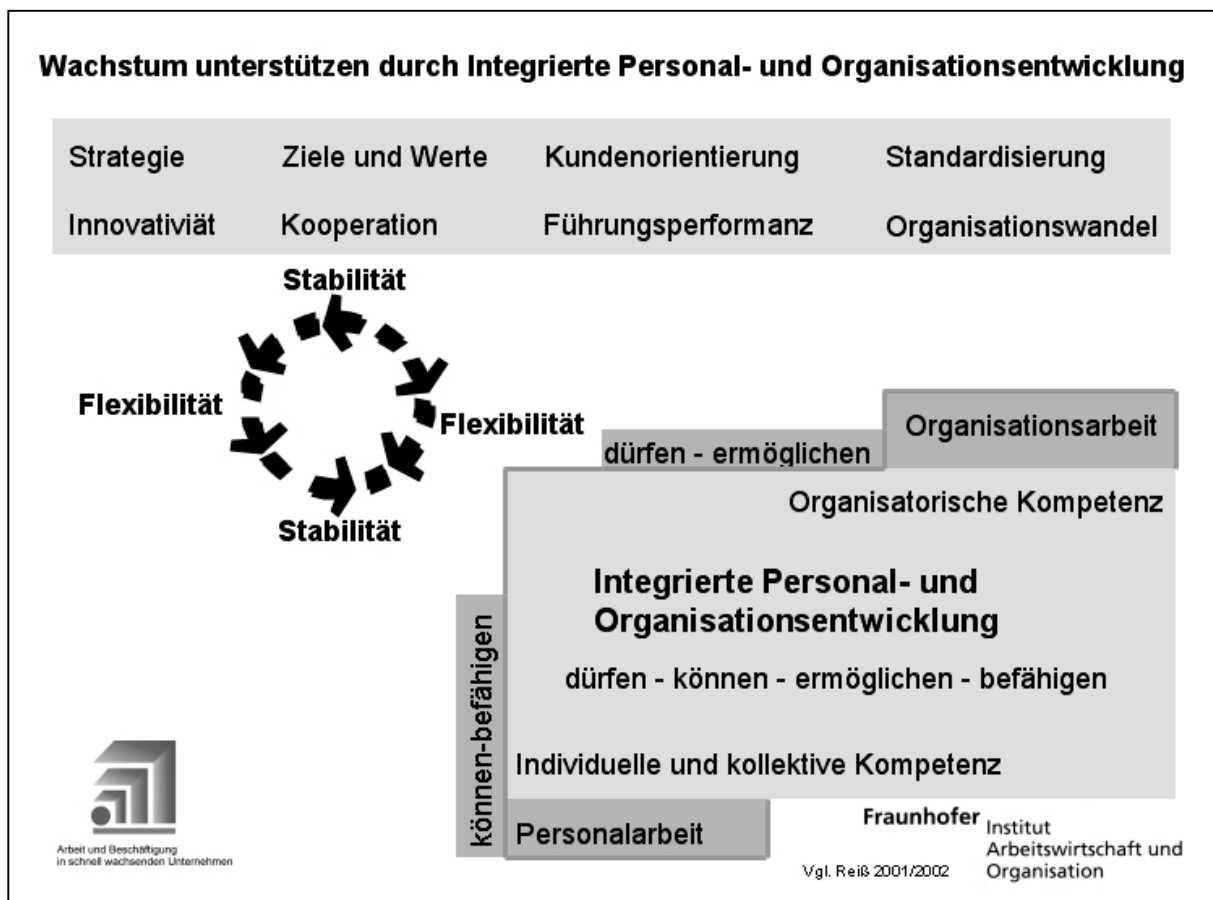 Wachstum unterstützen durch Integrierte Personal- und Organisationsentwicklung
Strategie Ziele und Werte Kundenorientierung Standardisierung
Innovativiät Kooperation Führungsperformanz Organisationswandel
Stabilität
Flexibilität
Flexibilität
Stabilität
dürfen - ermöglichen
Organisationsarbeit
Organisatorische Kompetenz
Integrierte Personal- und
Organisationsentwicklung
dürfen - können - ermöglichen - befähigen
können-befähigen
Individuelle und kollektive Kompetenz
Personalarbeit
Arbeit und Beschäftigung
in schnell wachsenden Unternehmen
Vgl. Reiß 2001/2002
Fraunhofer Institut
Arbeitswirtschaft und
Organisation